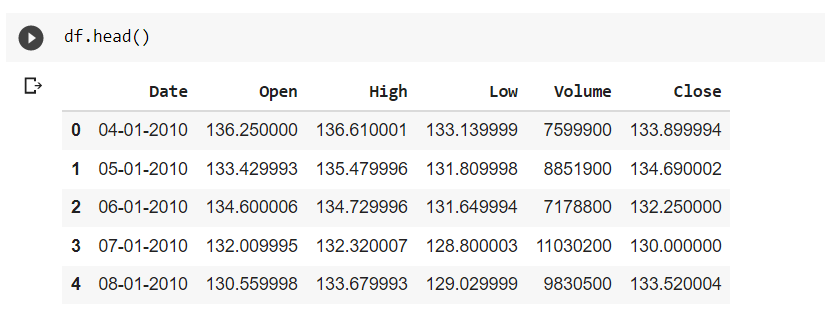 df.head()
Date Open High Low Volume Close
0 04-01-2010 136.250000 136.610001 133.139999 7599900 133.899994
1 05-01-2010 133.429993 135.479996 131.809998 8851900 134.690002
2 06-01-2010 134.600006 134.729996 131.649994 7178800 132.250000
3 07-01-2010 132.009995 132.320007 128.800003 11030200 130.000000
4 08-01-2010 130.559998 133.679993 129.029999 9830500 133.520004